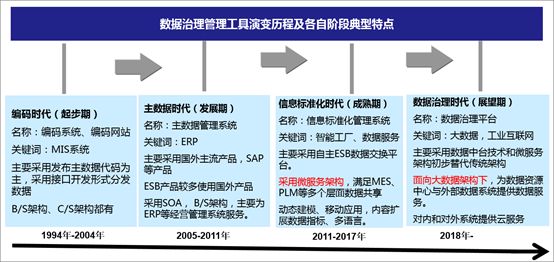 数据治理管理工具演变历程及各自阶段典型特点
编码时代（起步期）
名称：编码系统、编码网站
关键词：MIS系统
主要采用发布主数据代码为
主，采用接口开发形式分发
数据
B/S架构、C/S架构都有
1994年-2004年
主数据时代（发展期）
名称：主数据管理系统
关键词：ERP
主要采用国外主流产品，SAP
等产品
ESB产品较多使用国外产品
采用SOA， B/S架构，主要为
ERP等经营管理系统服务。
2005-2011年
信息标准化时代（成熟期）
名称：信息标准化管理系统
关键词：智能工厂、数据服务
主要采用自主ESB数据交换平
台。
采用微服务架构，满足MES、
PLM等多个层面数据共享
动态建模、移动应用，内容扩
展数据指标、多语言。
2011-2017年
数据治理时代（展望期）
名称：数据治理平台
关键词：大数据，工业互联网
主要采用数据中台技术和微服务
架构初步替代传统架构
面向大数据架构下，为数据资源
中心与外部数据系统提供数据服
务。
对内和对外系统提供云服务
2018年-